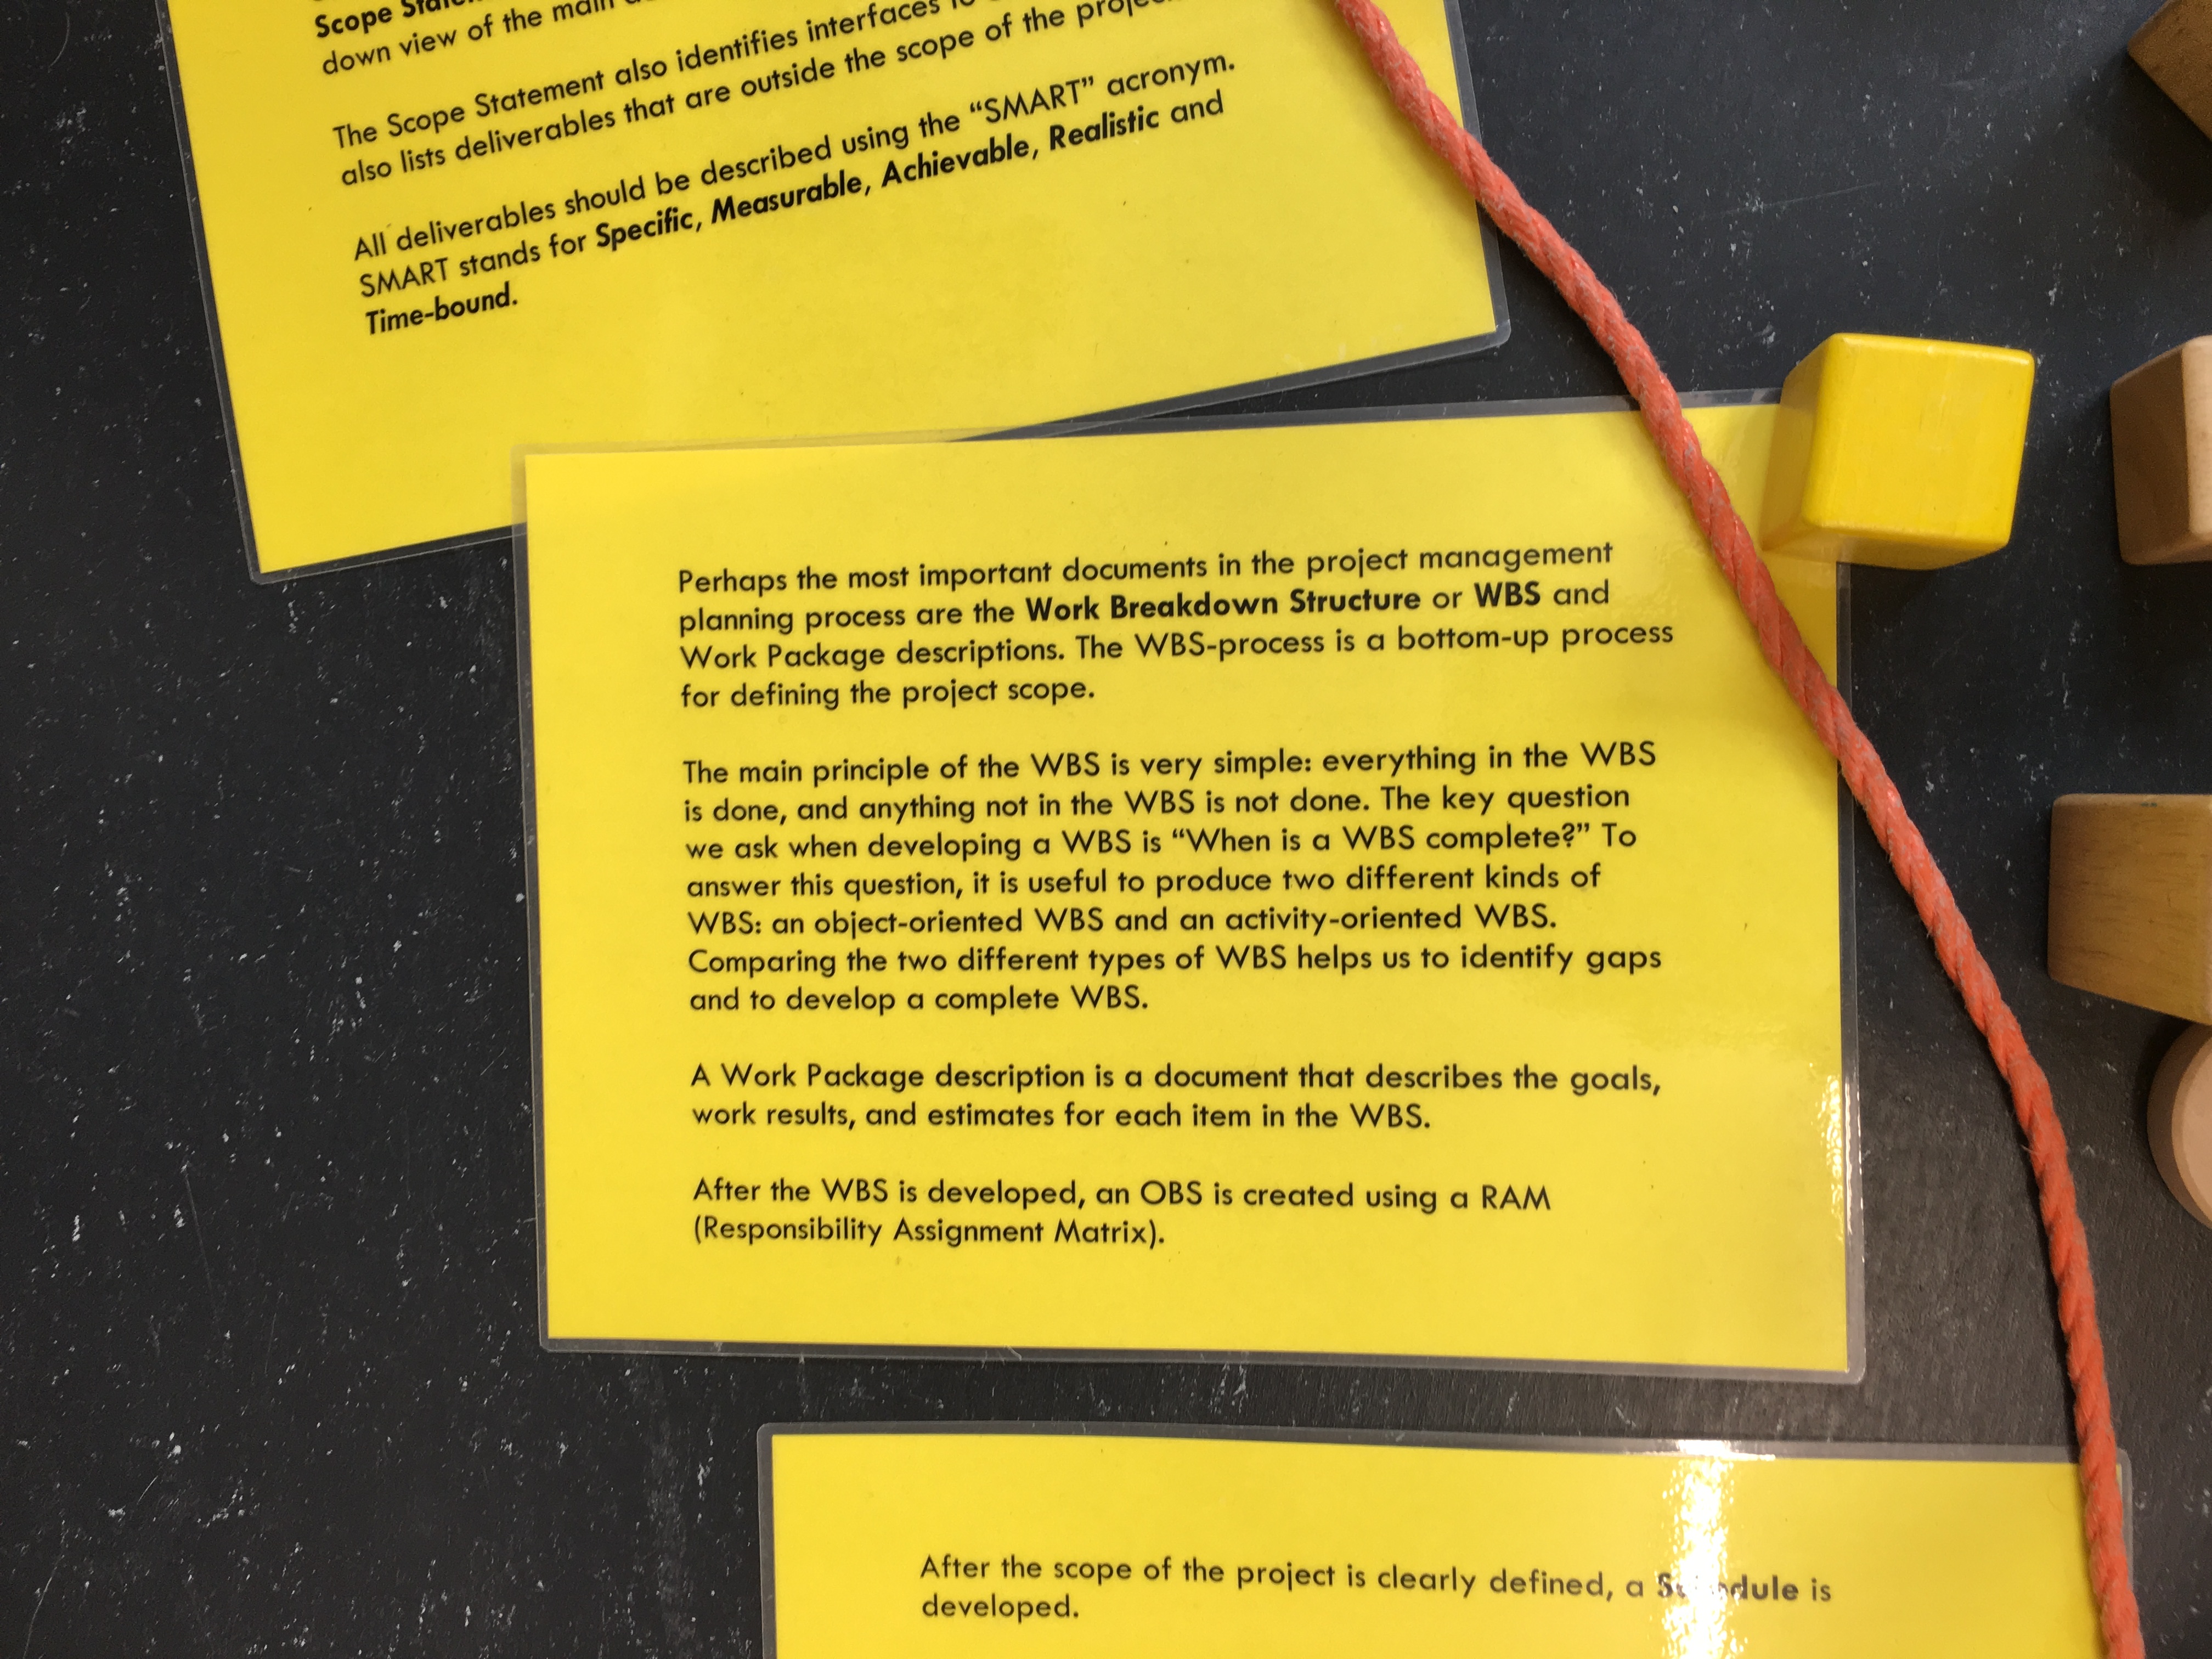 Scope
down view of the main
The Scope Statement also identifies interfaces
also lists deliverables that are outside the scope of the
All deliverables should be described using the “SMART” acronym.
SMART stands for Specific, Measurable, Achievable, Realistic and
Time-bound.
Perhaps the most important documents in the project management
planning process are the Work Breakdown Structure or WBS and
Work Package descriptions. The WBS-process is a bottom-up process
for defining the project scope.
The main principle of the WBS is very simple: everything in the WBS
is done, and anything not in the WBS is not done. The key question
we ask when developing a WBS is “When is a WBS complete?” To
answer this question, it is useful to produce two different kinds of
WBS: an object-oriented WBS and an activity-oriented WBS.
Comparing the two different types of WBS helps us to identify gaps
and to develop a complete WBS.
A Work Package description is a document that describes the goals,
work results, and estimates for each item in the WBS.
After the WBS is developed, an OBS is created using a RAM
(Responsibility Assignment Matrix).
After the scope of the project is clearly defined, a Schedule is
developed.